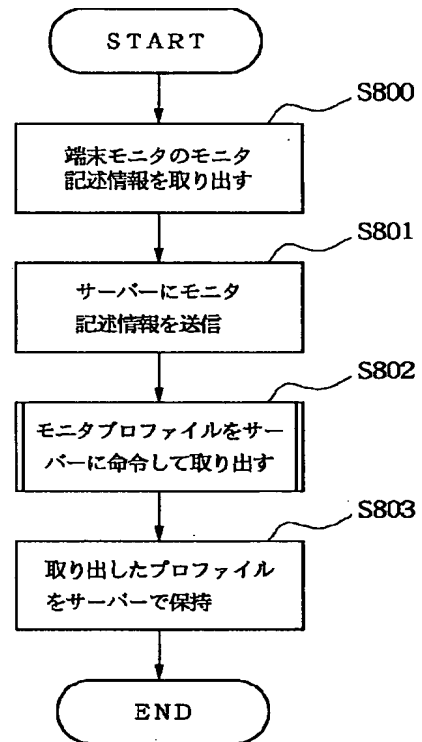 START
S800
端末モニタのモニタ
記述情報を取り出す
S801
サーバーにモニタ
記述情報を送信
S802
モニタプロファイルをサー
バーに命令して取り出す
S803
取り出したプロファイル
をサーバーで保持
END